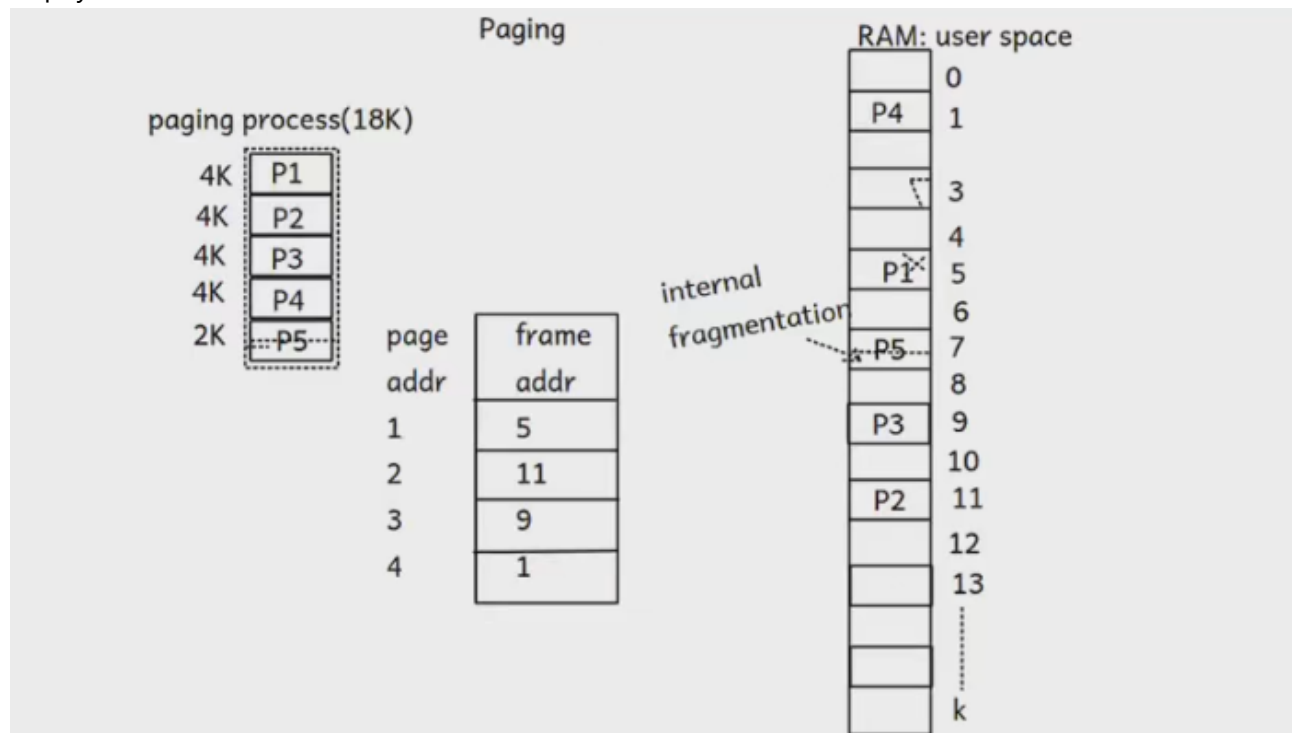 Paging
RAM: user space
paging process(18K)
4K P1
4K P2
4K P3
4K P4
2K P5
page frame
addr addr
1 5
2 11
3 9
4 1
internal
fragmentation
0
P4 1
3
4
P1 5
6
P5 7
8
P3 9
10
P2 11
12
13
k